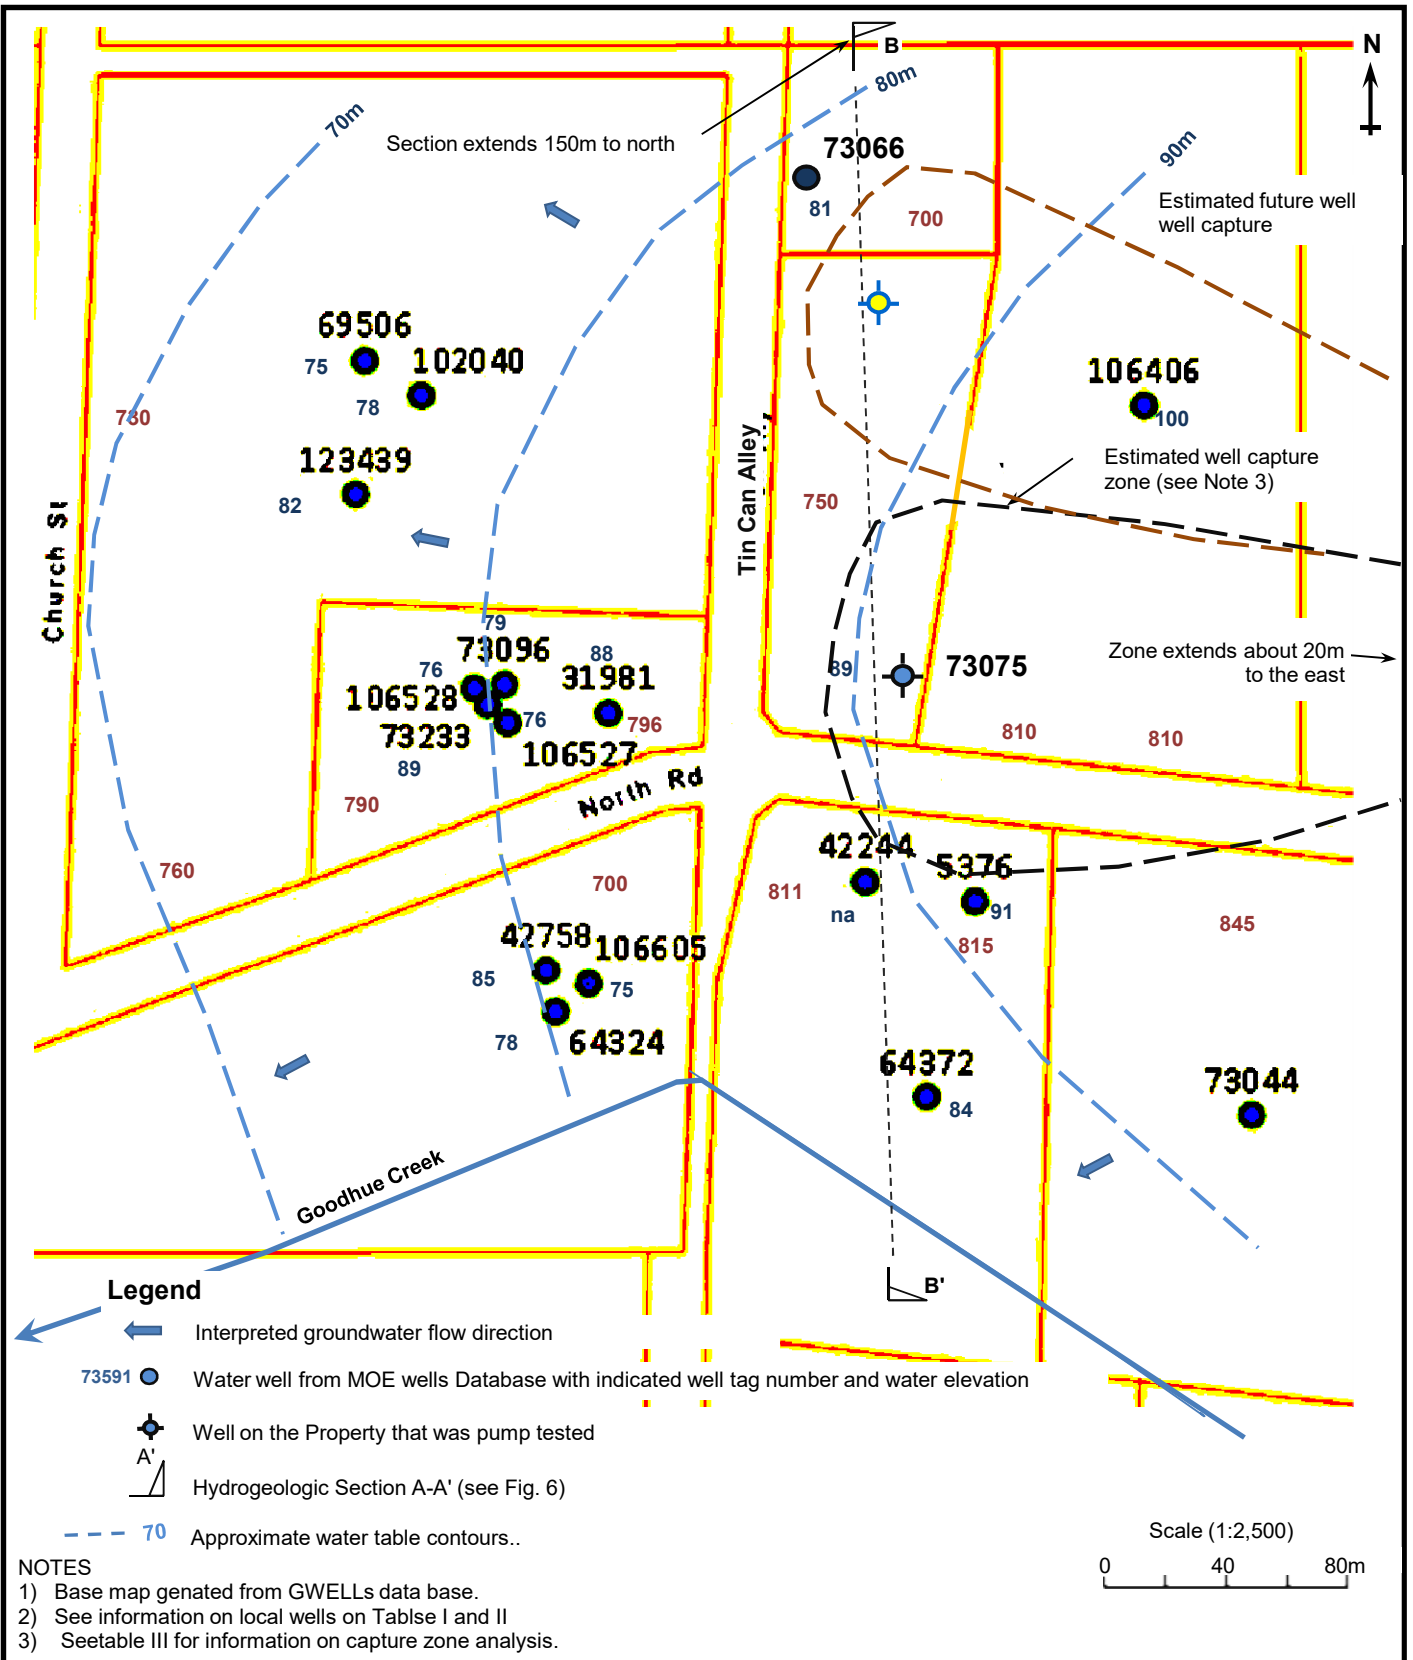 B
N
80m
70m
Section extends 150m to north
73066
90m
81
700
Estimated future well
well capture
69506
75
102040
78
106406
100
730
123439
82
Estimated well capture
zone (see Note 3)
750
Tin Can Alley
Church St
79
73096
88
76
31981
106528
76
796
73233
106527
89
790
89
73075
Zone extends about 20m
to the east
810
810
North Rd
760
700
42244
5376
811
na
91
815
845
42758
106605
85
75
78
64324
64372
84
73044
Goodhue Creek
B'
Legend
Interpreted groundwater flow direction
73591 Water well from MOE wells Database with indicated well tag number and water elevation
Well on the Property that was pump tested
A'
Hydrogeologic Section A-A' (see Fig. 6)
70 Approximate water table contours..
Scale (1:2,500)
0 40 80m
NOTES
1) Base map genated from GWELLs data base.
2) See information on local wells on Tablse I and II
3) Seetable III for information on capture zone analysis.